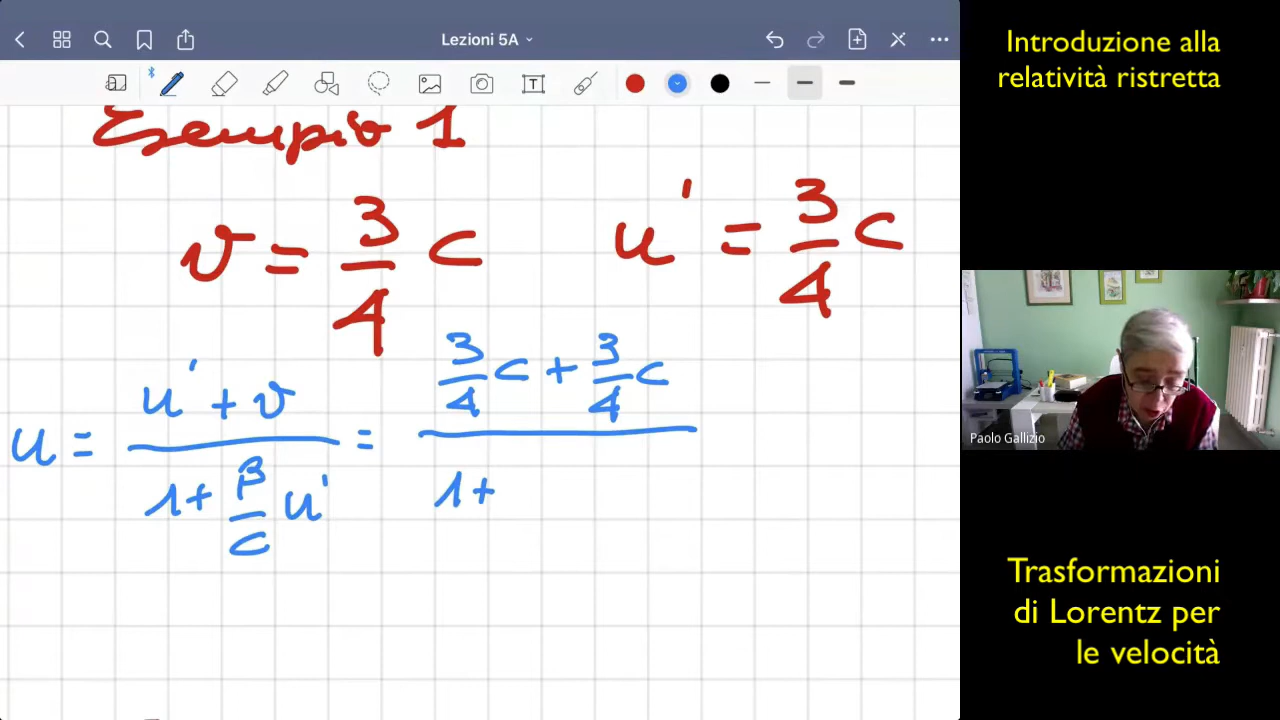 Lezioni 5A
Esempio 1
v = 3/4 c
u' = 3/4 c
u = (u' + v)/(1 + β/c u') = (3/4 c + 3/4 c)/(1 +
Introduzione alla
relatività ristretta
Paolo Gallizio
Trasformazioni
di Lorentz per
le velocità